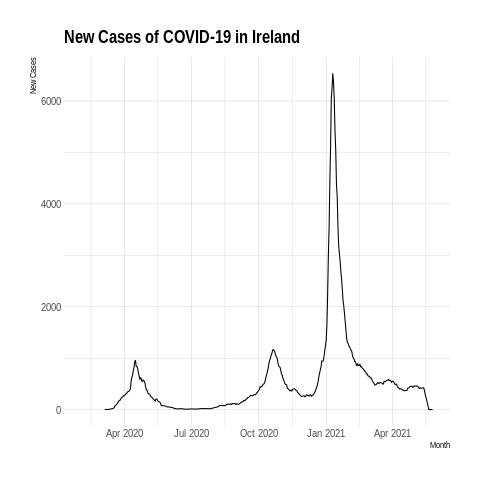 New Cases of COVID-19 in Ireland
New Cases
6000
4000
2000
0
Apr 2020 Jul 2020 Oct 2020 Jan 2021 Apr 2021
Month